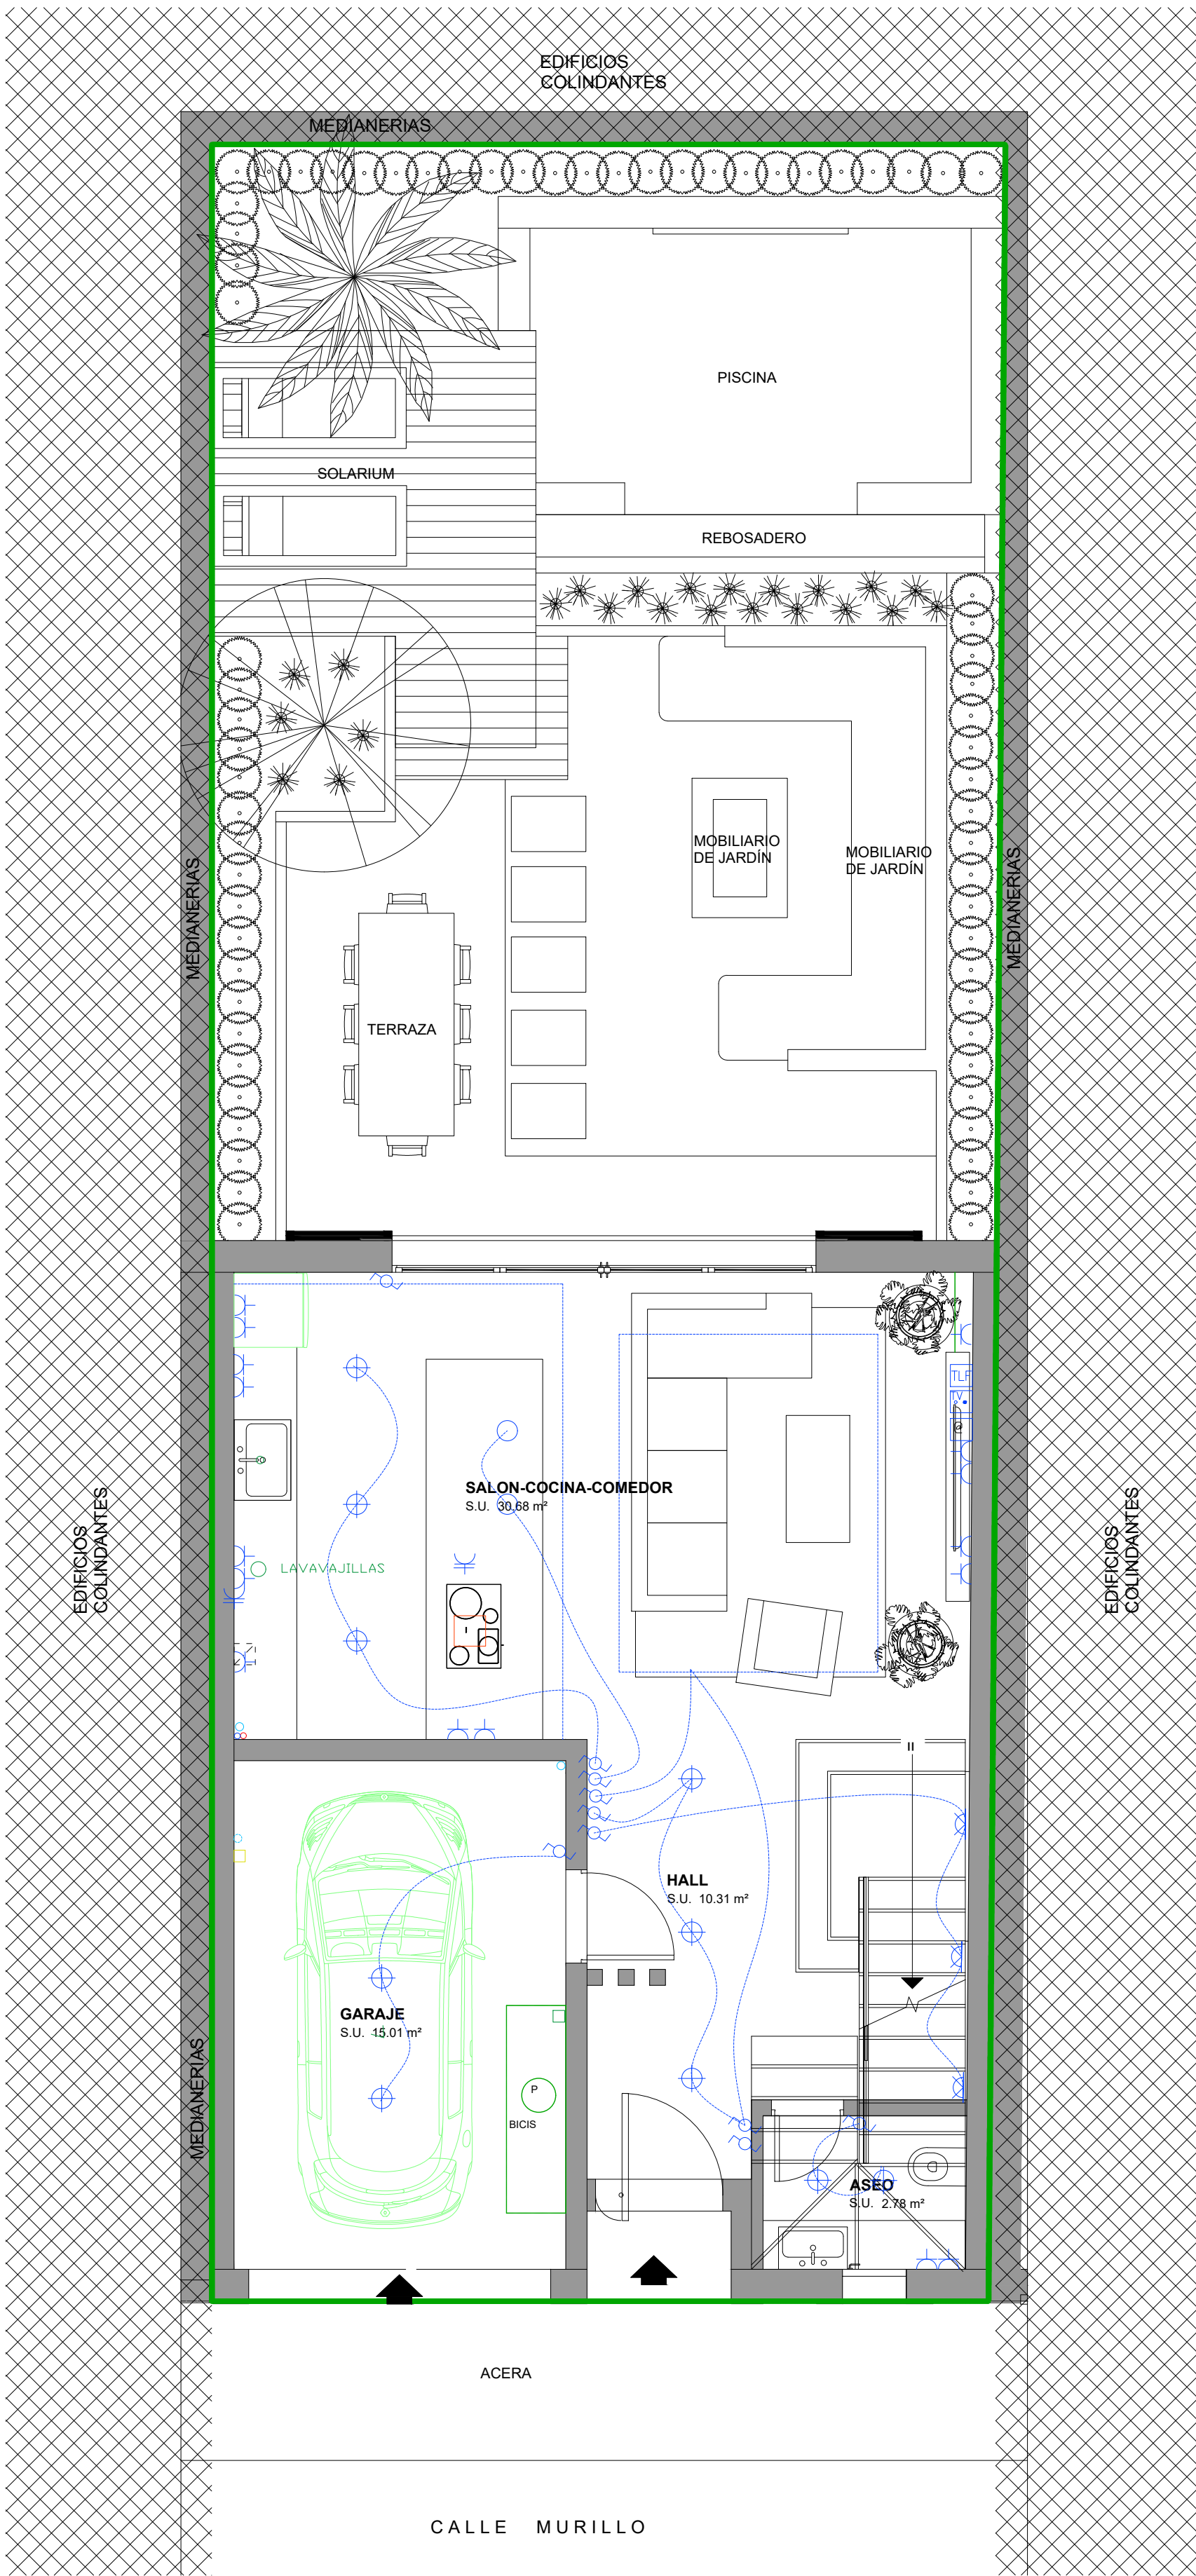 EDIFICIOS
COLINDANTES
MEDIANERIAS
PISCINA
SOLARIUM
REBOSADERO
MOBILIARIO
DE JARDÍN
MOBILIARIO
DE JARDÍN
MEDIANERIAS
MEDIANERIAS
TERRAZA
TLF
TV
@
SALON-COCINA-COMEDOR
S.U. 30.68 m²
EDIFICIOS
COLINDANTES
EDIFICIOS
COLINDANTES
LAVAVAJILLAS
HALL
S.U. 10.31 m²
GARAJE
S.U. 15.01 m²
MEDIANERIAS
P
BICIS
ASEO
S.U. 2.78 m²
ACERA
CALLE MURILLO